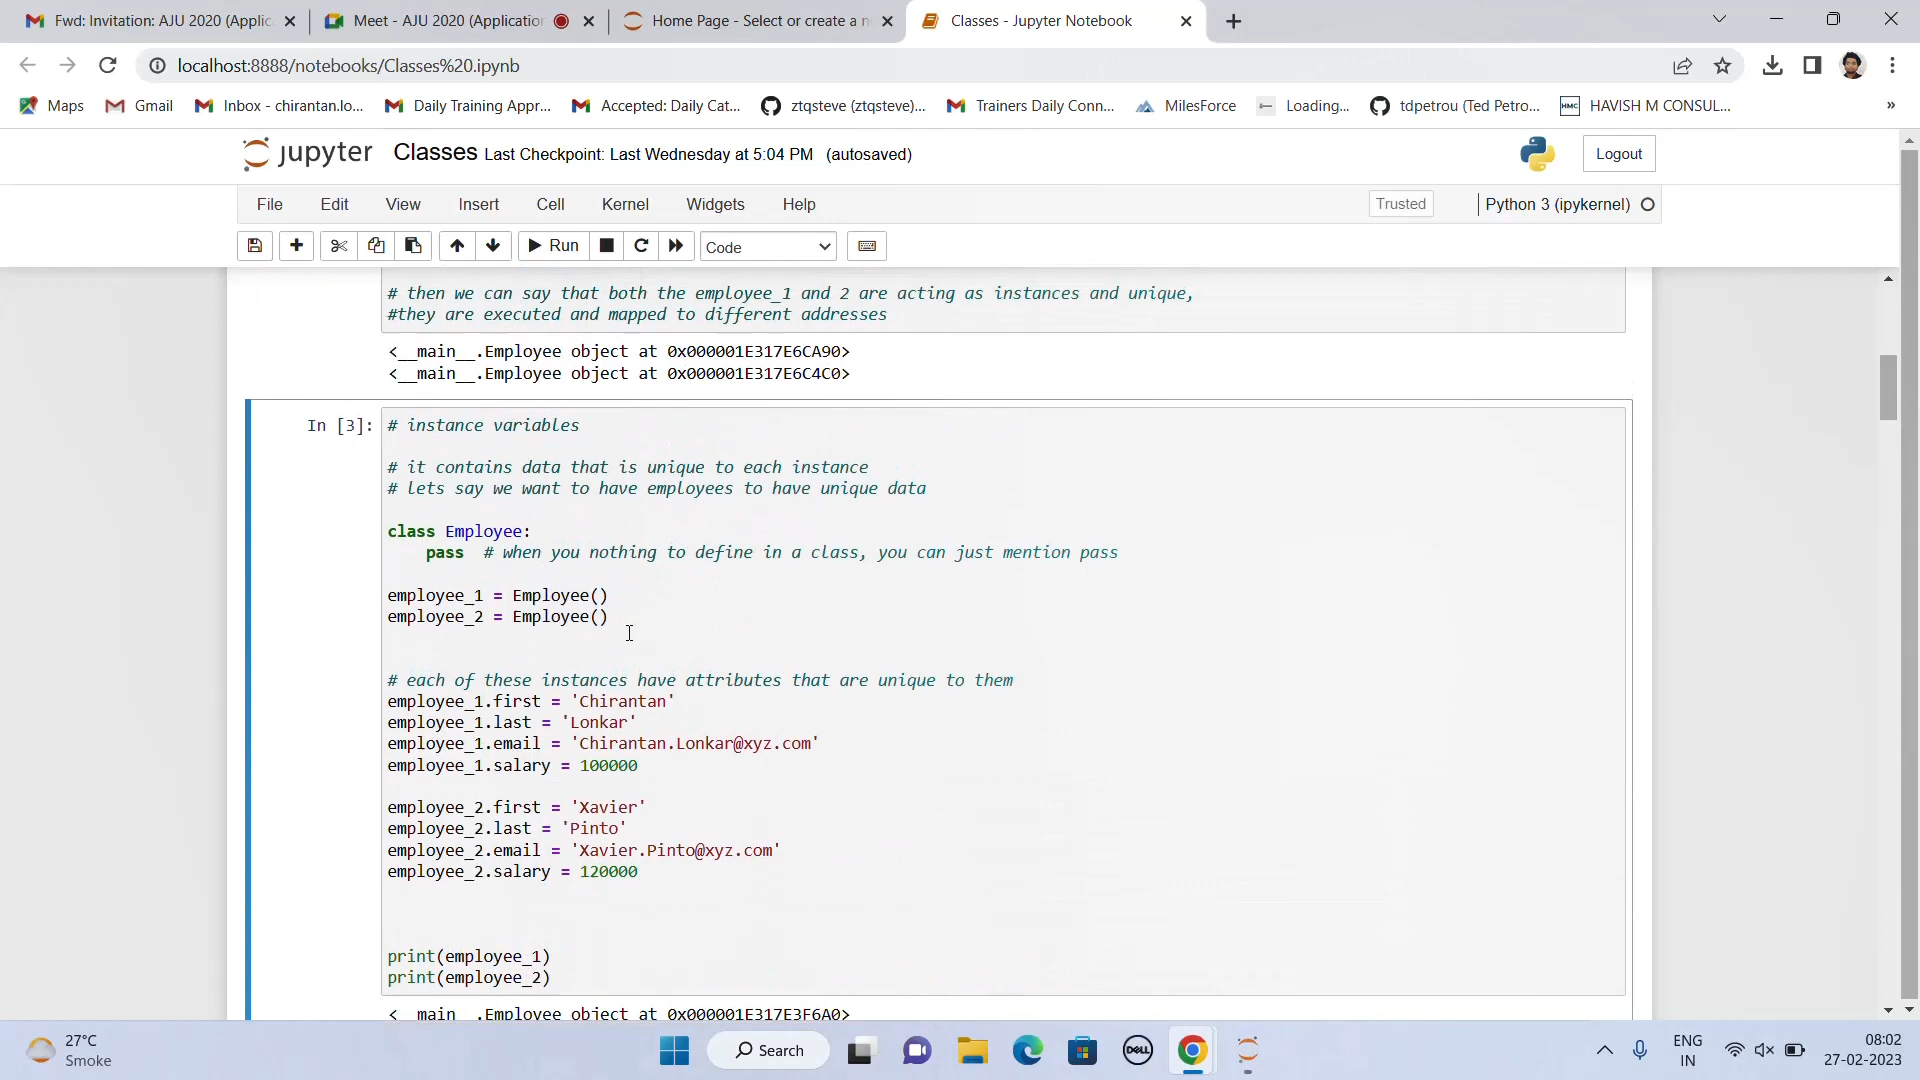 Fwd: Invitation: AJU 2020 (Applic
Meet - AJU 2020 (Application
Home Page - Select or create a n
Classes - Jupyter Notebook
localhost:8888/notebooks/Classes%20.ipynb
Maps
Gmail
Inbox - chirantan.lo...
Daily Training Appr...
Accepted: Daily Cat...
ztqsteve (ztqsteve)...
Trainers Daily Conn...
MilesForce
Loading...
tdpetrou (Ted Petro...
HMC
HAVISH M CONSUL...
»
jupyter
Classes Last Checkpoint: Last Wednesday at 5:04 PM (autosaved)
Logout
File
Edit
View
Insert
Cell
Kernel
Widgets
Help
Trusted
Python 3 (ipykernel)
Run
Code
# then we can say that both the employee_1 and 2 are acting as instances and unique,
#they are executed and mapped to different addresses
<__main__.Employee object at 0x000001E317E6CA90>
<__main__.Employee object at 0x000001E317E6C4C0>
In [3]:
# instance variables
# it contains data that is unique to each instance
# lets say we want to have employees to have unique data
class Employee:
    pass  # when you nothing to define in a class, you can just mention pass
employee_1 = Employee()
employee_2 = Employee()
# each of these instances have attributes that are unique to them
employee_1.first = 'Chirantan'
employee_1.last = 'Lonkar'
employee_1.email = 'Chirantan.Lonkar@xyz.com'
employee_1.salary = 100000
employee_2.first = 'Xavier'
employee_2.last = 'Pinto'
employee_2.email = 'Xavier.Pinto@xyz.com'
employee_2.salary = 120000
print(employee_1)
print(employee_2)
<__main__.Employee object at 0x000001E317E3F6A0>
27°C
Smoke
Search
DELL
ENG
IN
08:02
27-02-2023